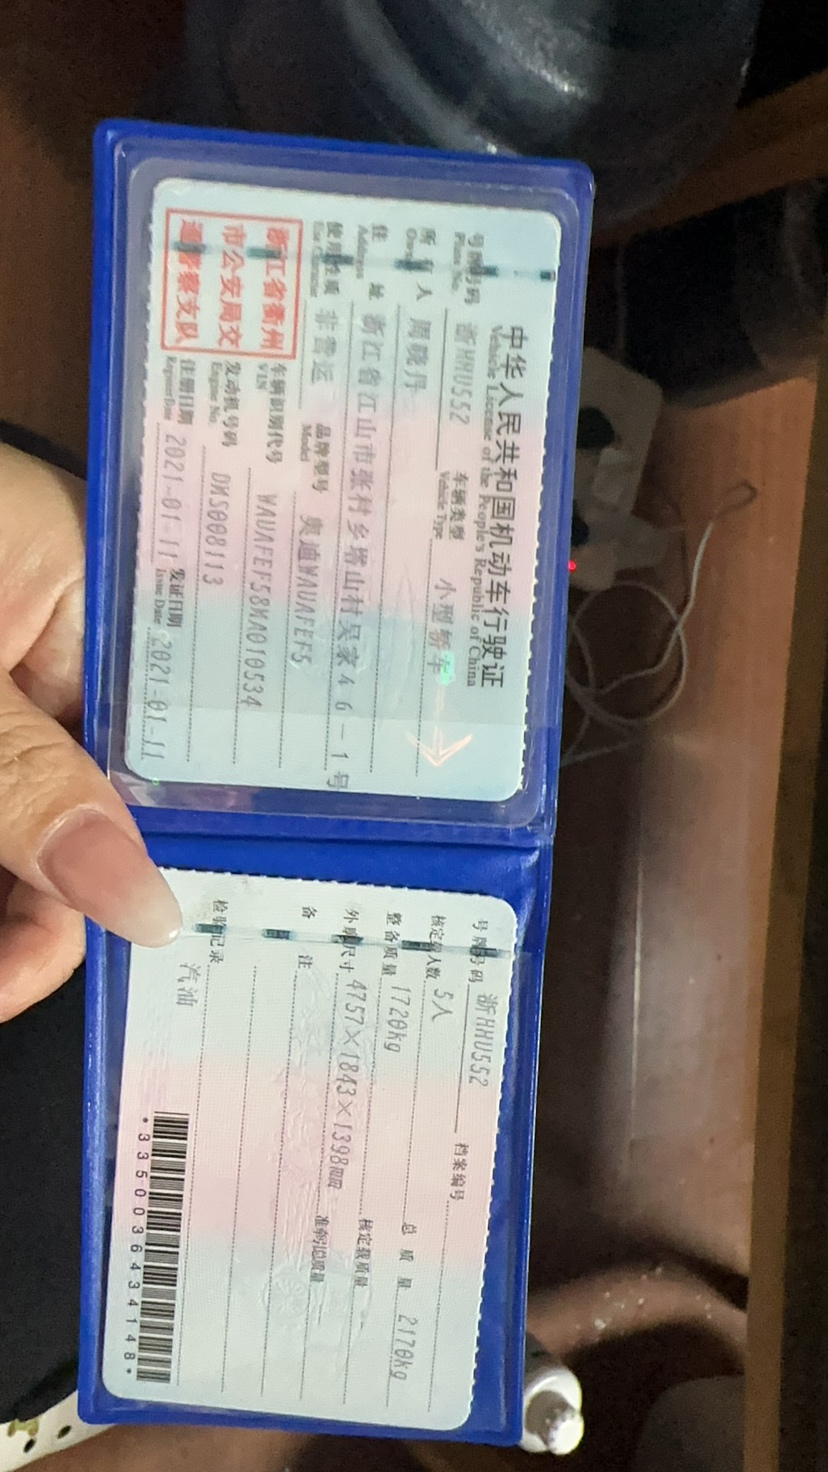 中华人民共和国机动车行驶证
Vehicle License of the People's Republic of China
号牌号码 浙HHU552 车辆类型 小型轿车
Plate No. Vehicle Type
所有人 周晓丹
Owner
住址 浙江省江山市张村乡塔山村吴家46-1号
Address
使用性质 非营运 品牌型号 奥迪WAUAFEF5
Use Character Model
浙江省衢州
市公安局交
通警察支队
车辆识别代号 WAUAFEF58MA010534
VIN
发动机号码 DMS008113
Engine No.
注册日期 2021-01-11 发证日期 2021-01-11
Register Date Issue Date
号牌号码 浙HHU552 档案编号
核定载人数 5人 总质量 2170kg
整备质量 1720kg 核定载质量
外廓尺寸 4757×1843×1398mm 准牵引总质量
备注
检验记录
汽油
*3350036434148*